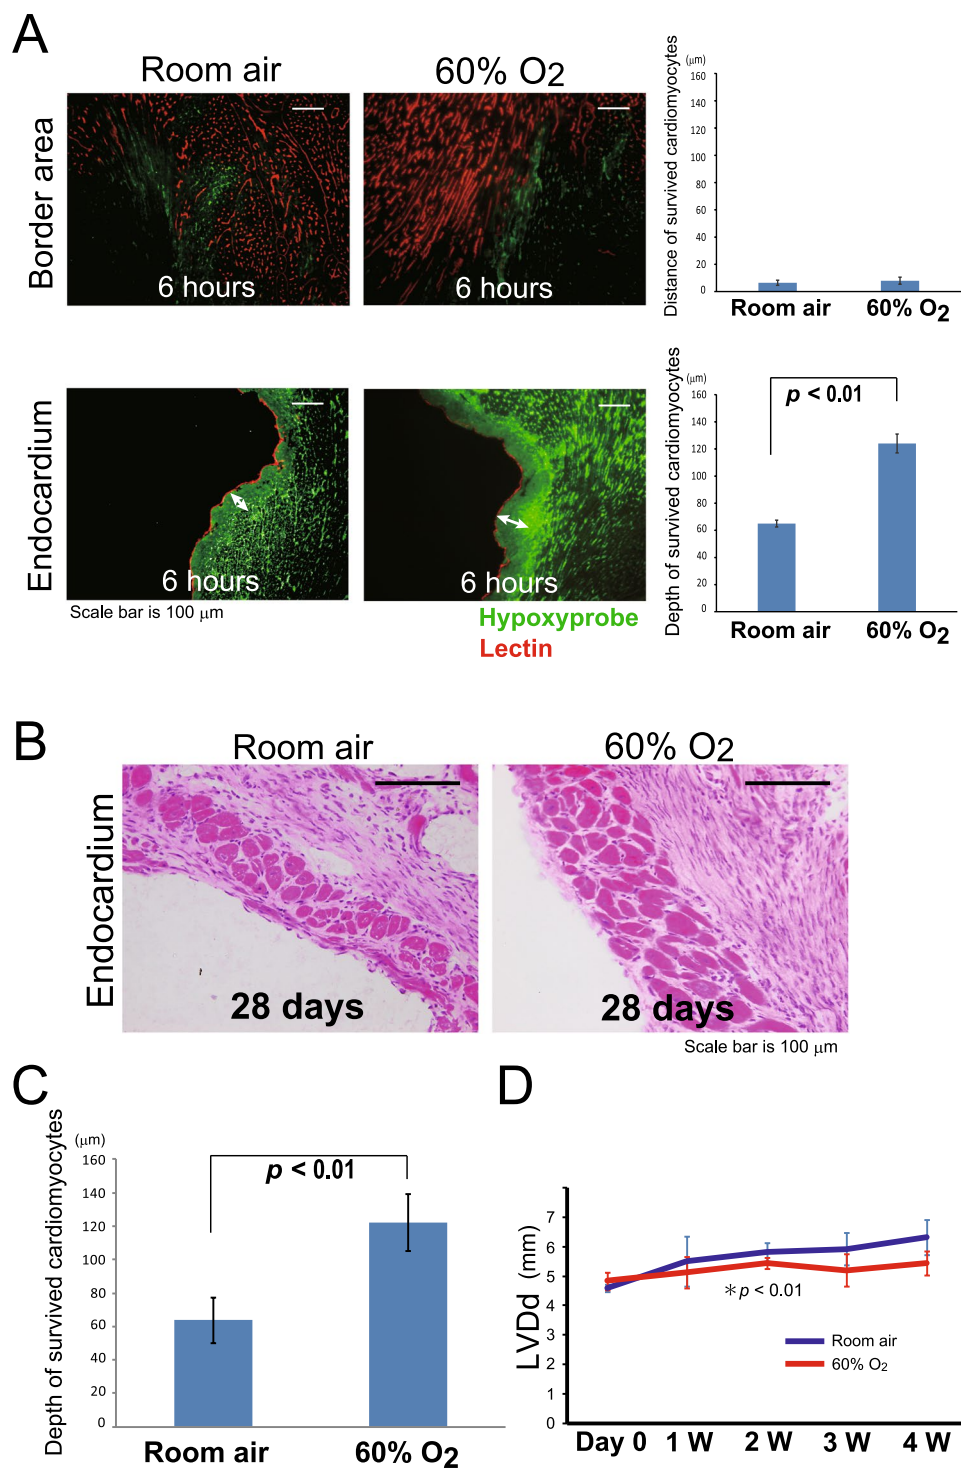 A
Room air
60% O2
Border area
6 hours
6 hours
Distance of survived cardiomyocytes
(μm)
160
140
120
100
80
60
40
20
0
Room air
60% O2
Endocardium
6 hours
6 hours
Scale bar is 100 μm
Hypoxyprobe
Lectin
Depth of survived cardiomyocytes
(μm)
160
140
120
100
80
60
40
20
0
p < 0.01
Room air
60% O2
B
Room air
60% O2
Endocardium
28 days
28 days
Scale bar is 100 μm
C
Depth of survived cardiomyocytes
(μm)
160
140
120
100
80
60
40
20
0
p < 0.01
Room air
60% O2
D
LVDd (mm)
7
6
5
4
3
2
1
0
＊p < 0.01
Room air
60% O2
Day 0
1 W
2 W
3 W
4 W